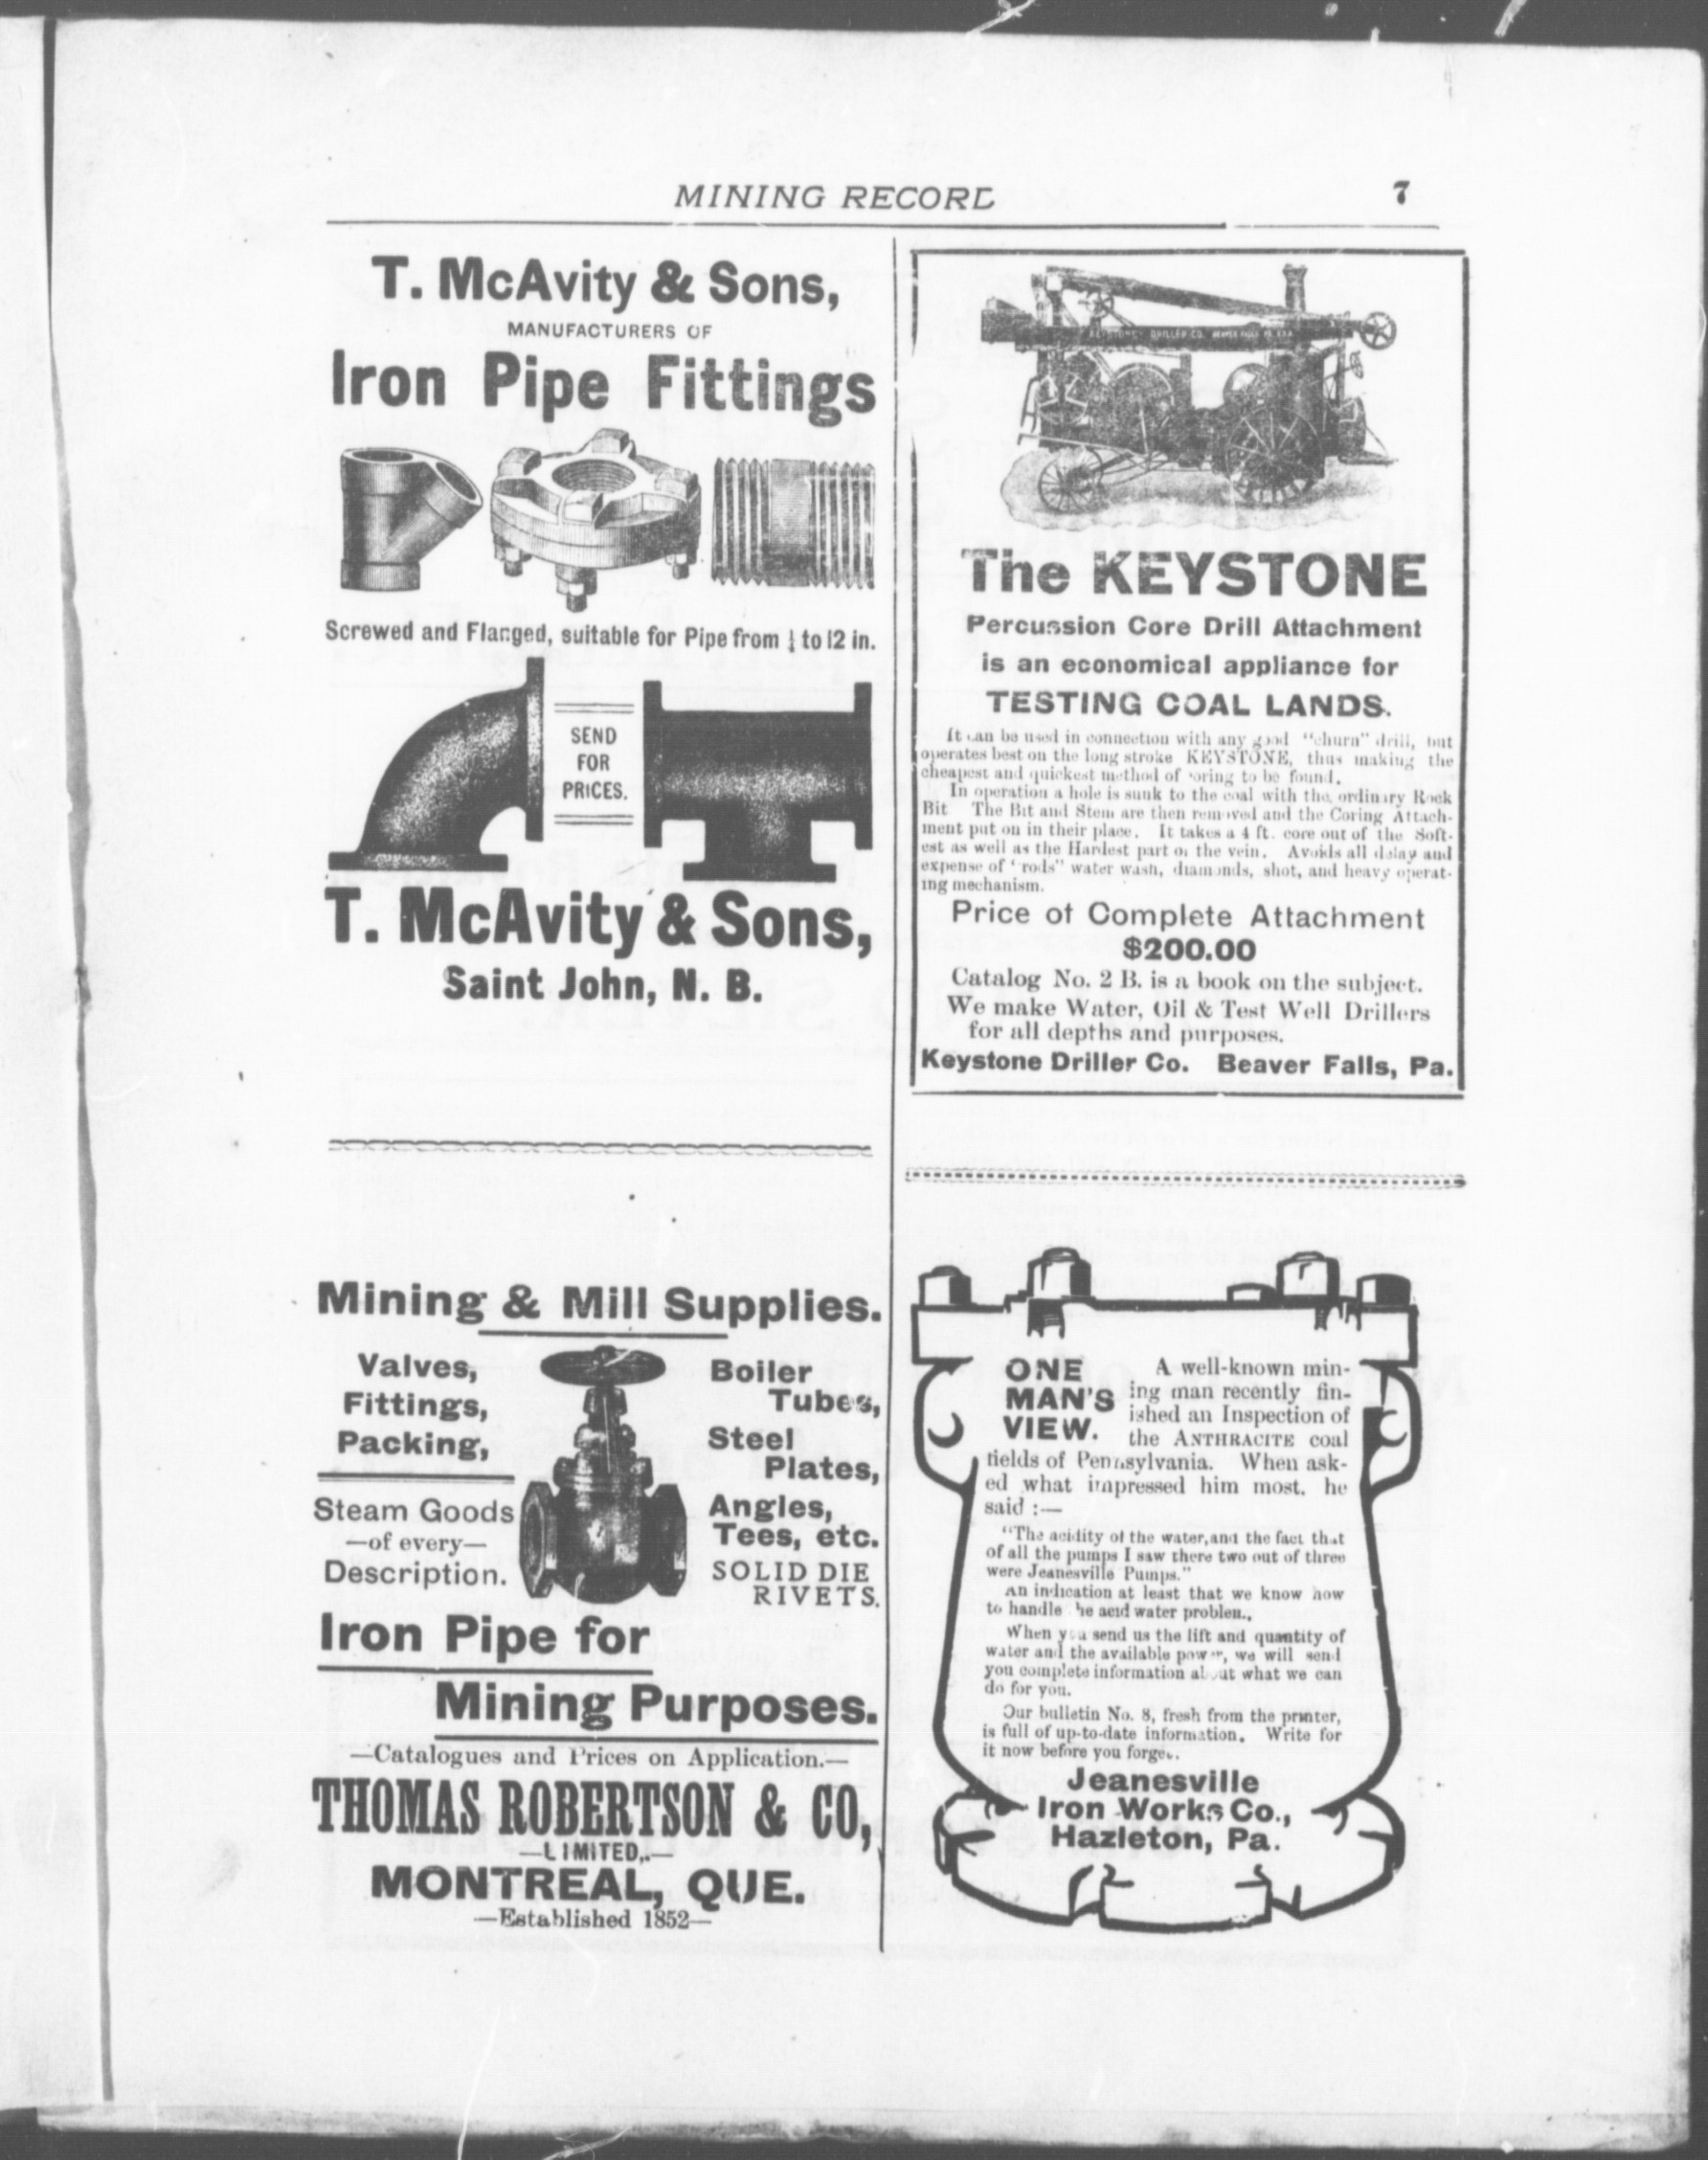 MINING RECORD
7
T. McAvity & Sons,
MANUFACTURERS OF
Iron Pipe Fittings
Screwed and Flanged, suitable for Pipe from to 12 in.
SEND
FOR
PRICES.
T. McAvity & Sons,
Saint John, N. B.
Mining & Mill Supplies.
Valves,
Fittings,
Packing,
Steam Goods
—of every—
Description.
Boiler
Tubes,
Steel
Plates,
Angles,
Tees, etc.
SOLID DIE
RIVETS.
Iron Pipe for
Mining Purposes.
—Catalogues and Prices on Application.—
THOMAS ROBERTSON & CO,
—LIMITED,.—
MONTREAL, QUE.
—Established 1852—
KEYSTONE DRILLER CO. BEAVER FALLS PA. U.S.A.
The KEYSTONE
Percussion Core Drill Attachment
is an economical appliance for
TESTING COAL LANDS.
It can be used in connection with any good "churn" drill, but
operates best on the long stroke KEYSTONE, thus making the
cheapest and quickest method of coring to be found.
In operation a hole is sunk to the coal with the ordinary Rock
Bit The Bit and Stem are then removed and the Coring Attach-
ment put on in their place. It takes a 4 ft. core out of the Soft-
est as well as the Hardest part of the vein. Avoids all delay and
expense of "rods" water wash, diamonds, shot, and heavy operat-
ing mechanism.
Price of Complete Attachment
$200.00
Catalog No. 2 B. is a book on the subject.
We make Water, Oil & Test Well Drillers
for all depths and purposes.
Keystone Driller Co. Beaver Falls, Pa.
ONE
MAN'S
VIEW.
A well-known min-
ing man recently fin-
ished an Inspection of
the ANTHRACITE coal
fields of Pennsylvania. When ask-
ed what impressed him most, he
said :—
"The acidity of the water, and the fact that
of all the pumps I saw there two out of three
were Jeanesville Pumps."
An indication at least that we know how
to handle the acid water problem.
When you send us the lift and quantity of
water and the available power, we will send
you complete information about what we can
do for you.
Our bulletin No. 8, fresh from the printer,
is full of up-to-date information. Write for
it now before you forget.
Jeanesville
Iron Works Co.,
Hazleton, Pa.